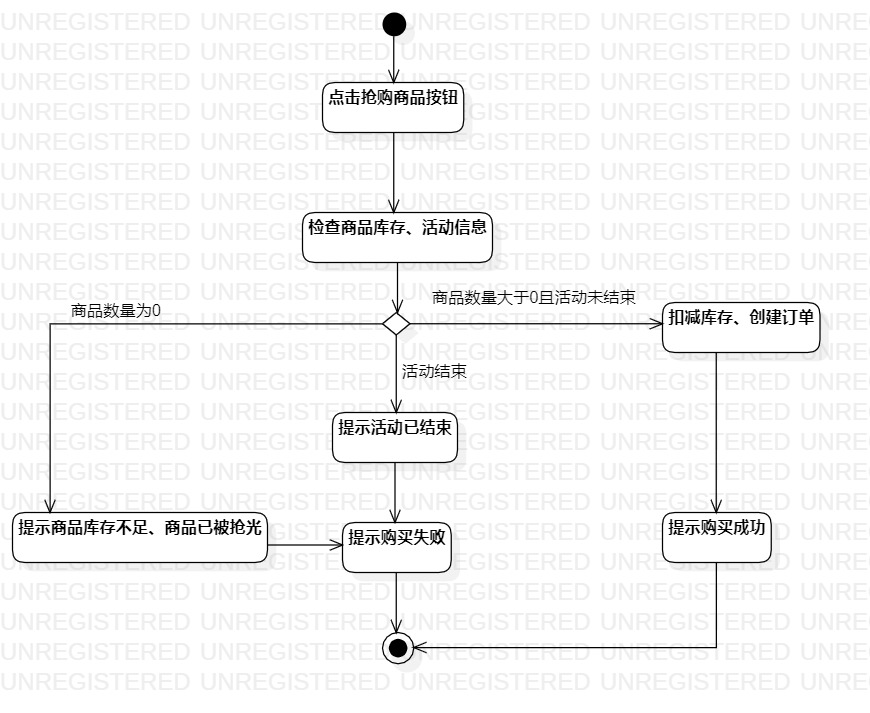 UNREGISTERED UNREGISTERED UNREGISTERED UNREGISTERED
点击抢购商品按钮
检查商品库存、活动信息
商品数量为0
商品数量大于0且活动未结束
扣减库存、创建订单
活动结束
提示活动已结束
提示商品库存不足、商品已被抢光
提示购买失败
提示购买成功